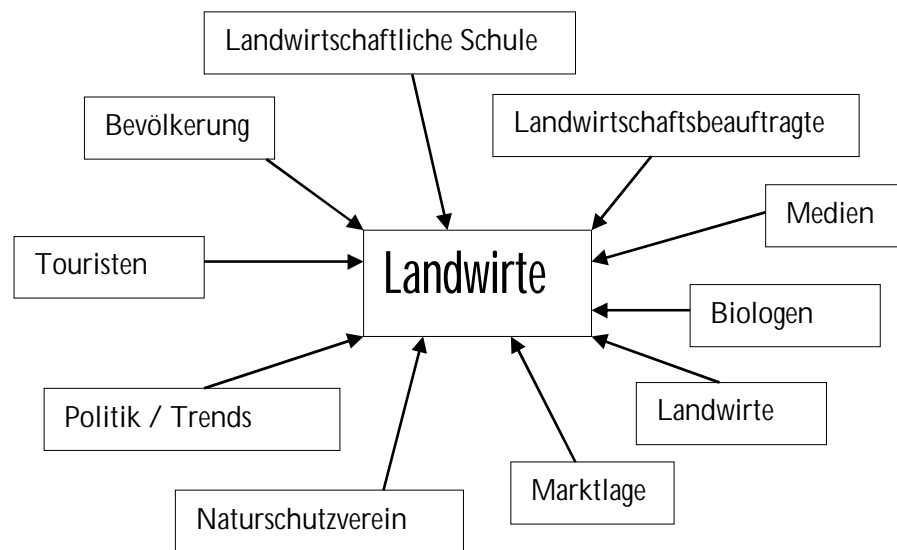 Landwirtschaftliche Schule
Bevölkerung
Landwirtschaftsbeauftragte
Medien
Touristen
Landwirte
Biologen
Politik / Trends
Landwirte
Marktlage
Naturschutzverein